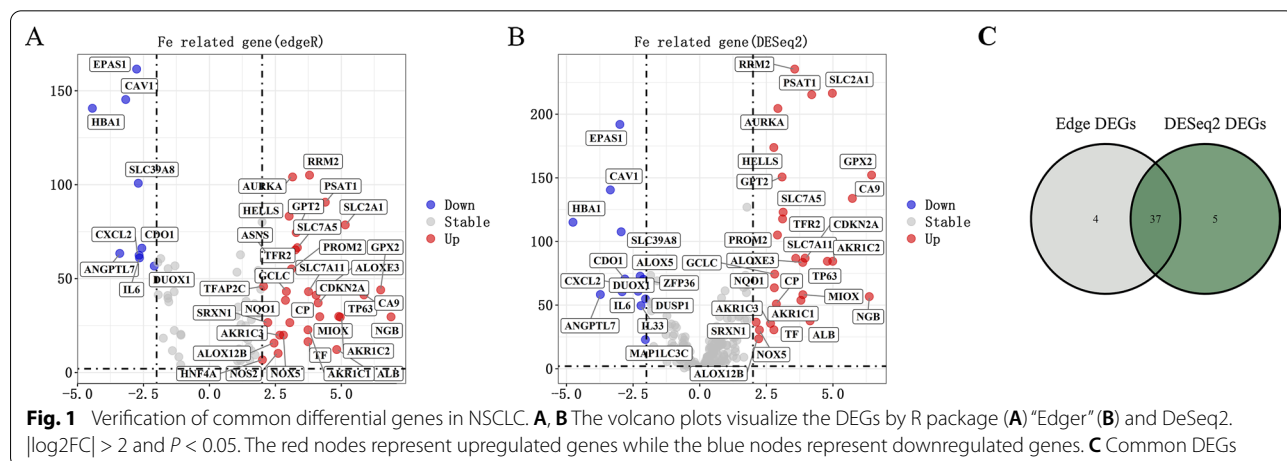 A
Fe related gene(edgeR)
EPAS1
CAV1
HBA1
SLC39A8
CXCL2
CDO1
ANGPTL7
IL6
DUOX1
RRM2
AURKA
PSAT1
HELLS
GPT2
SLC2A1
ASNS
SLC7A5
TFR2
PROM2
GPX2
GCLC
SLC7A11
ALOXE3
TFAP2C
CDKN2A
CA9
SRXN1
NQO1
CP
TP63
NGB
AKR1C3
MIOX
ALOX12B
TF
AKR1C2
HNF4A
NOS2
NOX5
AKR1C1
ALB
150
100
50
0
−5.0
−2.5
0.0
2.5
5.0
7.5
Down
Stable
Up
B
Fe related gene(DESeq2)
RRM2
PSAT1
SLC2A1
EPAS1
AURKA
CAV1
HELLS
GPX2
GPT2
CA9
HBA1
SLC7A5
TFR2
CDKN2A
SLC39A8
PROM2
SLC7A11
AKR1C2
CDO1
ALOX5
GCLC
ALOXE3
CXCL2
DUOX1
ZFP36
NQO1
CP
TP63
MIOX
IL6
DUSP1
AKR1C3
AKR1C1
NGB
ANGPTL7
IL33
SRXN1
TF
ALB
MAP1LC3C
NOX5
ALOX12B
200
150
100
50
0
−5.0
−2.5
0.0
2.5
5.0
7.5
Down
Stable
Up
C
Edge DEGs
DESeq2 DEGs
4
37
5
Fig. 1 Verification of common differential genes in NSCLC. A, B The volcano plots visualize the DEGs by R package (A) “Edger” (B) and DeSeq2.
|log2FC| > 2 and P < 0.05. The red nodes represent upregulated genes while the blue nodes represent downregulated genes. C Common DEGs